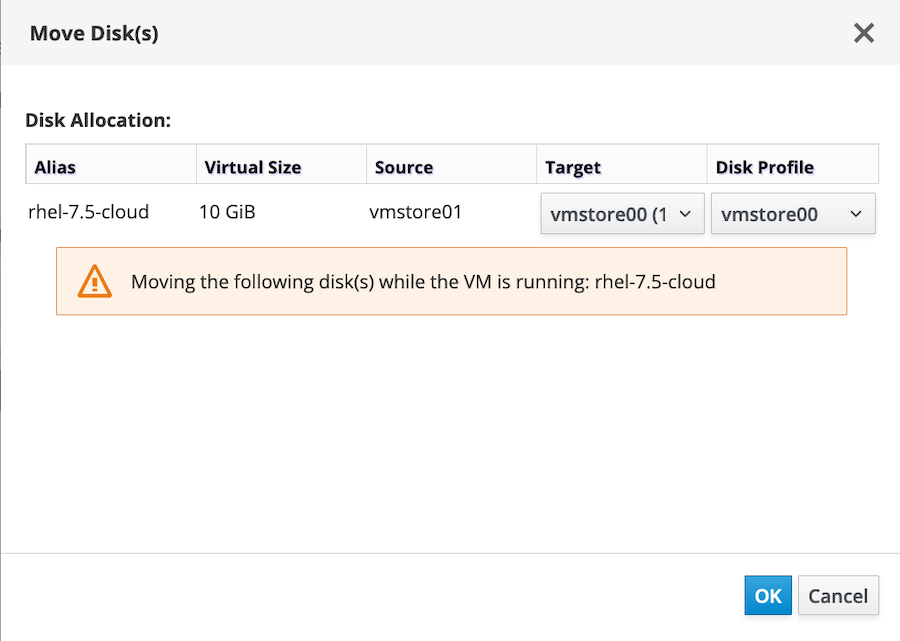 Move Disk(s)
Disk Allocation:
Alias Virtual Size Source Target Disk Profile
rhel-7.5-cloud 10 GiB vmstore01 vmstore00 (1 vmstore00
Moving the following disk(s) while the VM is running: rhel-7.5-cloud
OK Cancel